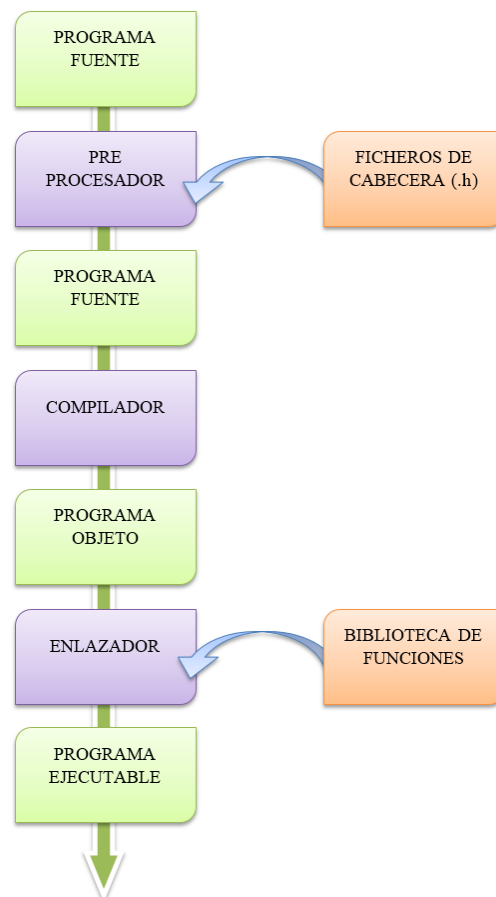 PROGRAMA
FUENTE
PRE
PROCESADOR
FICHEROS DE
CABECERA (.h)
PROGRAMA
FUENTE
COMPILADOR
PROGRAMA
OBJETO
ENLAZADOR
BIBLIOTECA DE
FUNCIONES
PROGRAMA
EJECUTABLE